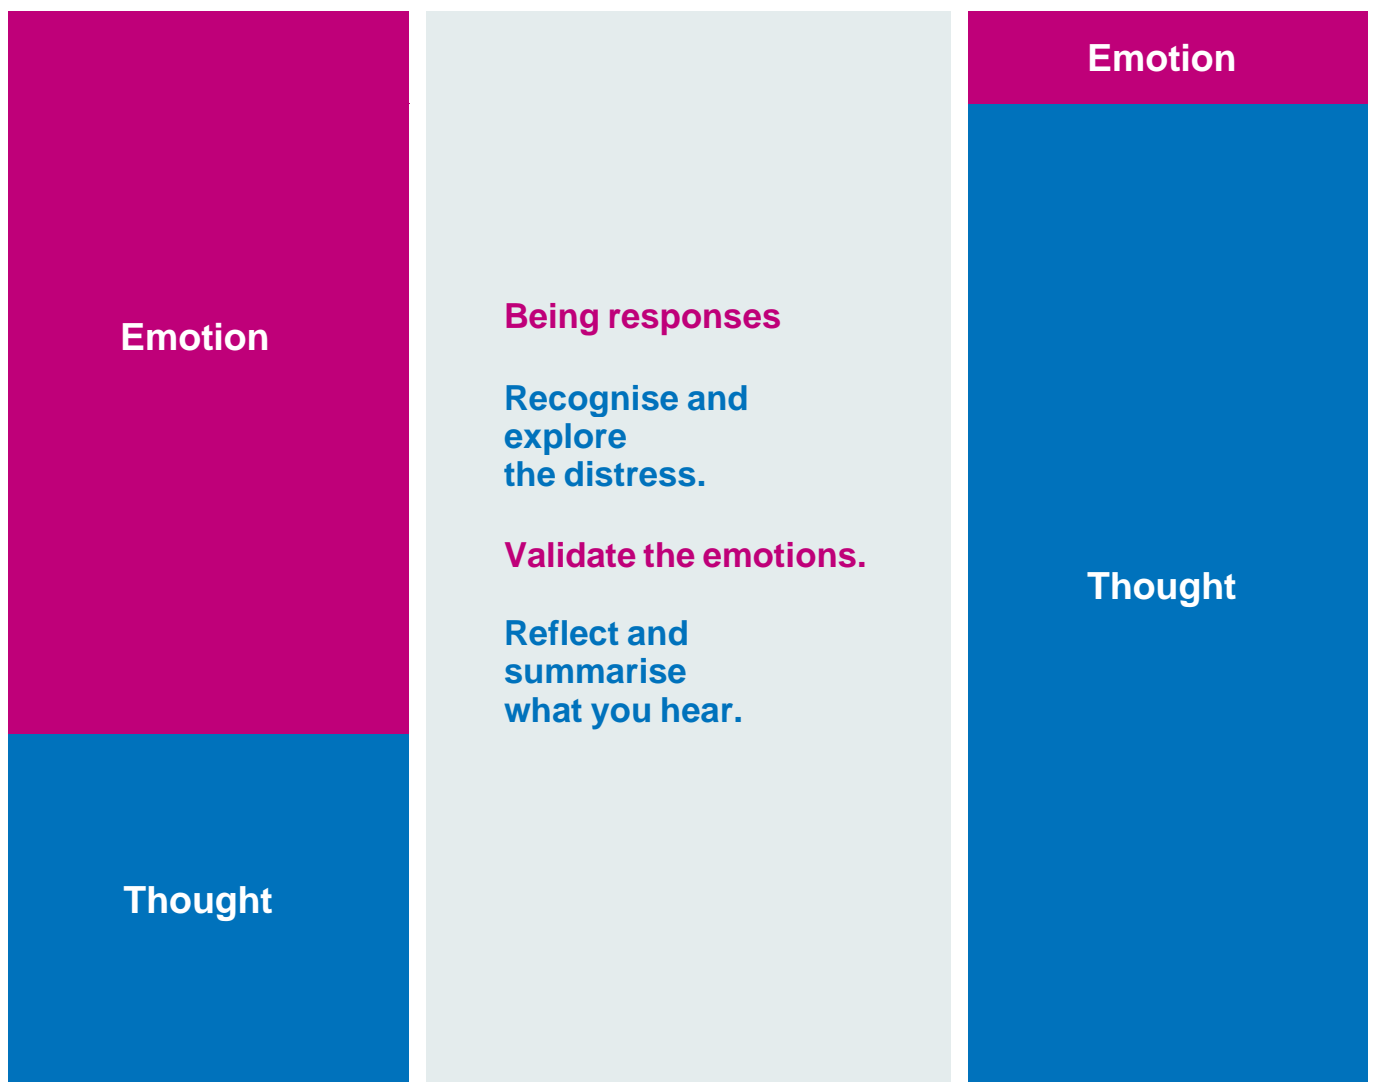 Emotion
Thought
Being responses
Recognise and
explore
the distress.
Validate the emotions.
Reflect and
summarise
what you hear.
Emotion
Thought